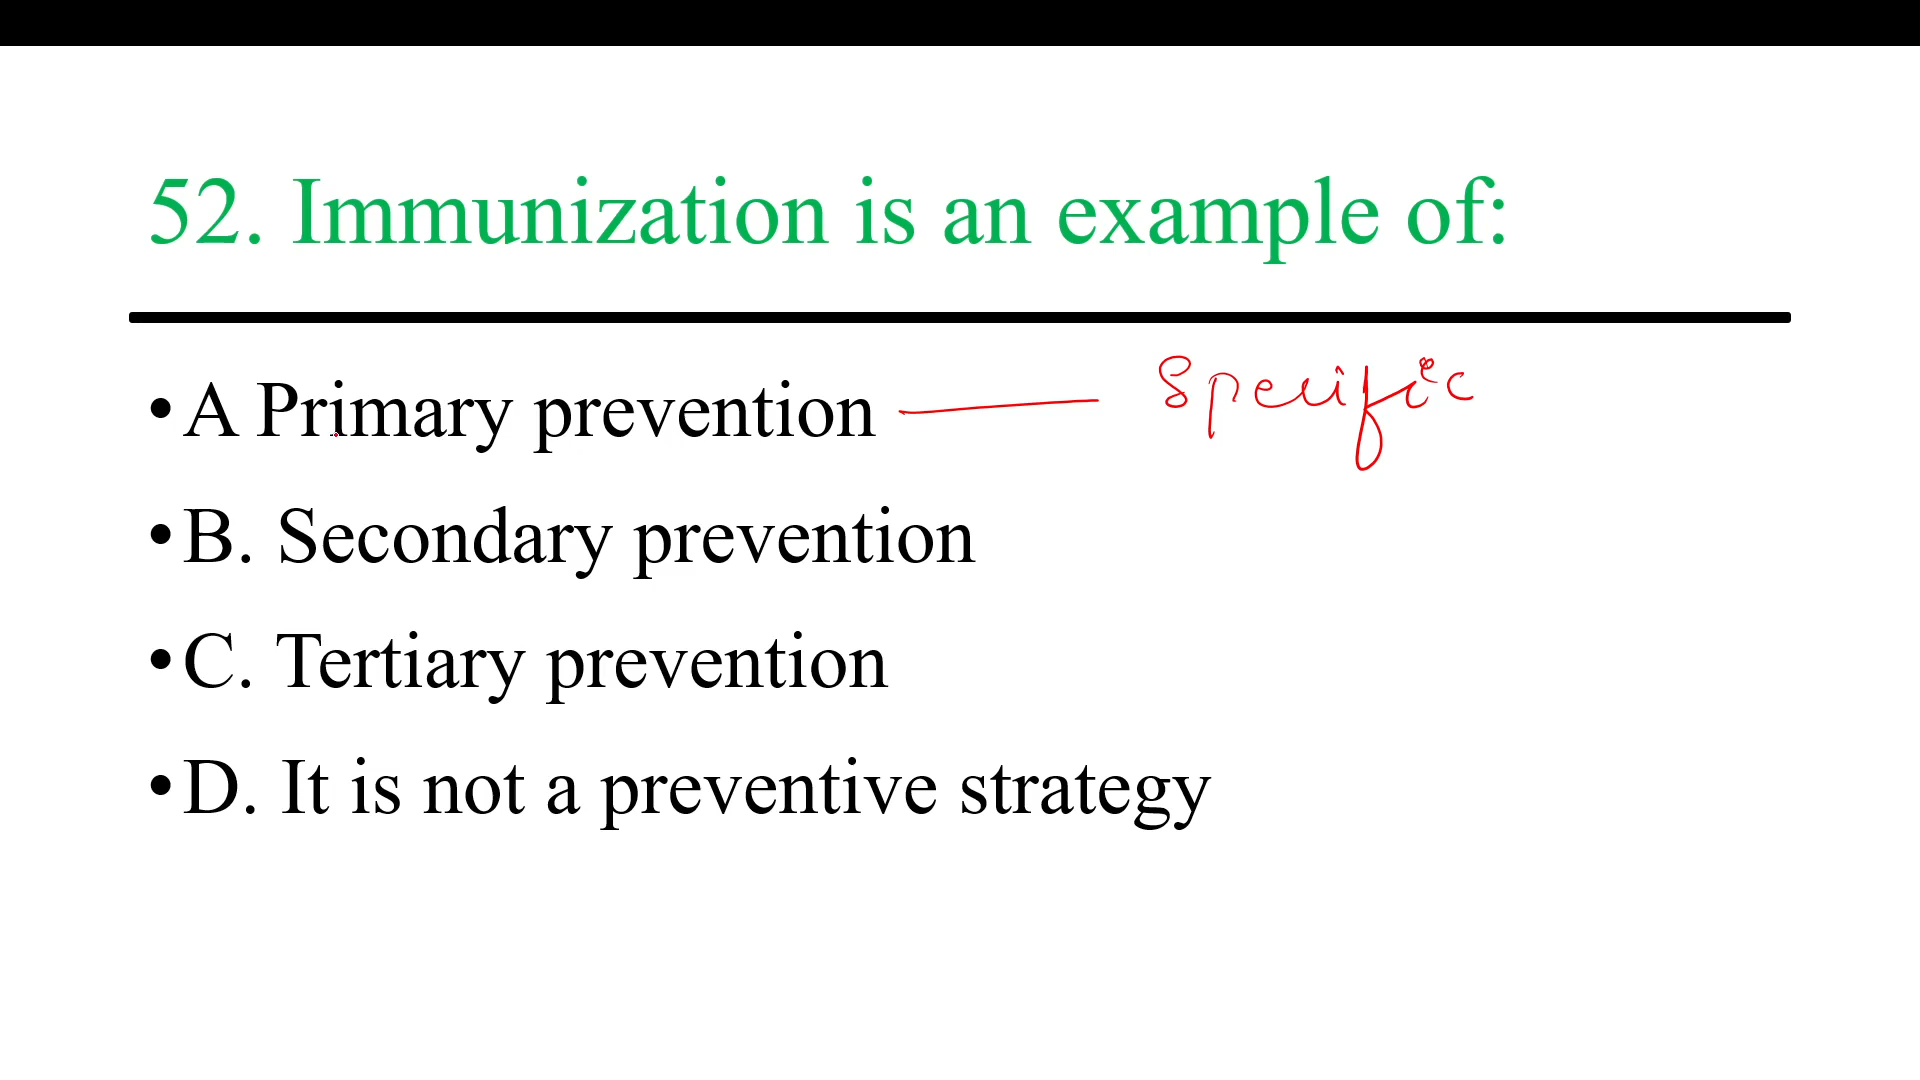 52. Immunization is an example of:
• A Primary prevention — Specific
• B. Secondary prevention
• C. Tertiary prevention
• D. It is not a preventive strategy